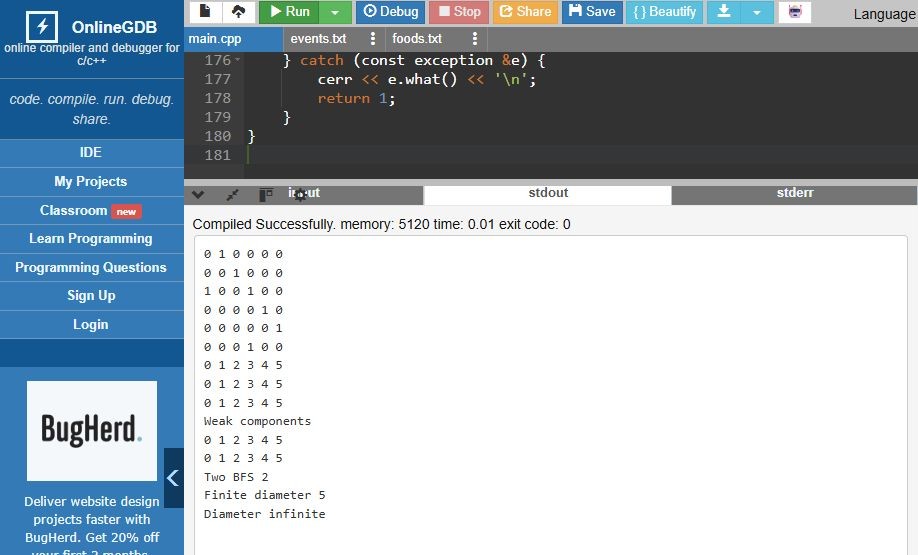 OnlineGDB
online compiler and debugger for
c/c++
code. compile. run. debug.
share.
IDE
My Projects
Classroom new
Learn Programming
Programming Questions
Sign Up
Login
BugHerd.
Deliver website design
projects faster with
BugHerd. Get 20% off
your first 3 months.
Run Debug Stop Share Save { } Beautify Language
main.cpp events.txt foods.txt
176 } catch (const exception &e) {
177 cerr << e.what() << '\n';
178 return 1;
179 }
180 }
181
input stdout stderr
Compiled Successfully. memory: 5120 time: 0.01 exit code: 0
0 1 0 0 0 0
0 0 1 0 0 0
1 0 0 1 0 0
0 0 0 0 1 0
0 0 0 0 0 1
0 0 0 1 0 0
0 1 2 3 4 5
0 1 2 3 4 5
0 1 2 3 4 5
Weak components
0 1 2 3 4 5
0 1 2 3 4 5
Two BFS 2
Finite diameter 5
Diameter infinite